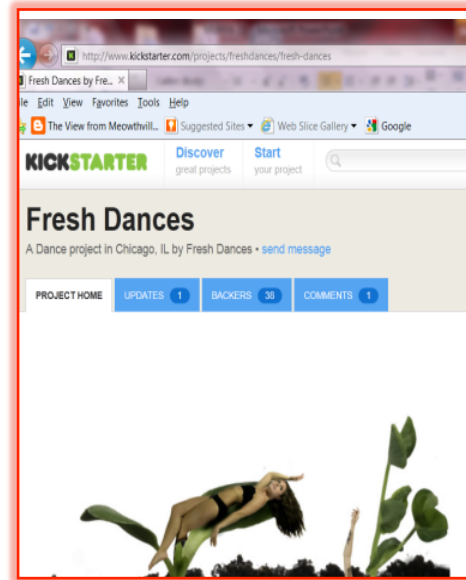 http://www.kickstarter.com/projects/freshdances/fresh-dances
Fresh Dances by Fre... ×
le Edit View Favorites Tools Help
The View from Meowthvill... Suggested Sites Web Slice Gallery Google
KICKSTARTER Discover Start
great projects your project
Fresh Dances
A Dance project in Chicago, IL by Fresh Dances • send message
PROJECT HOME UPDATES 1 BACKERS 38 COMMENTS 1